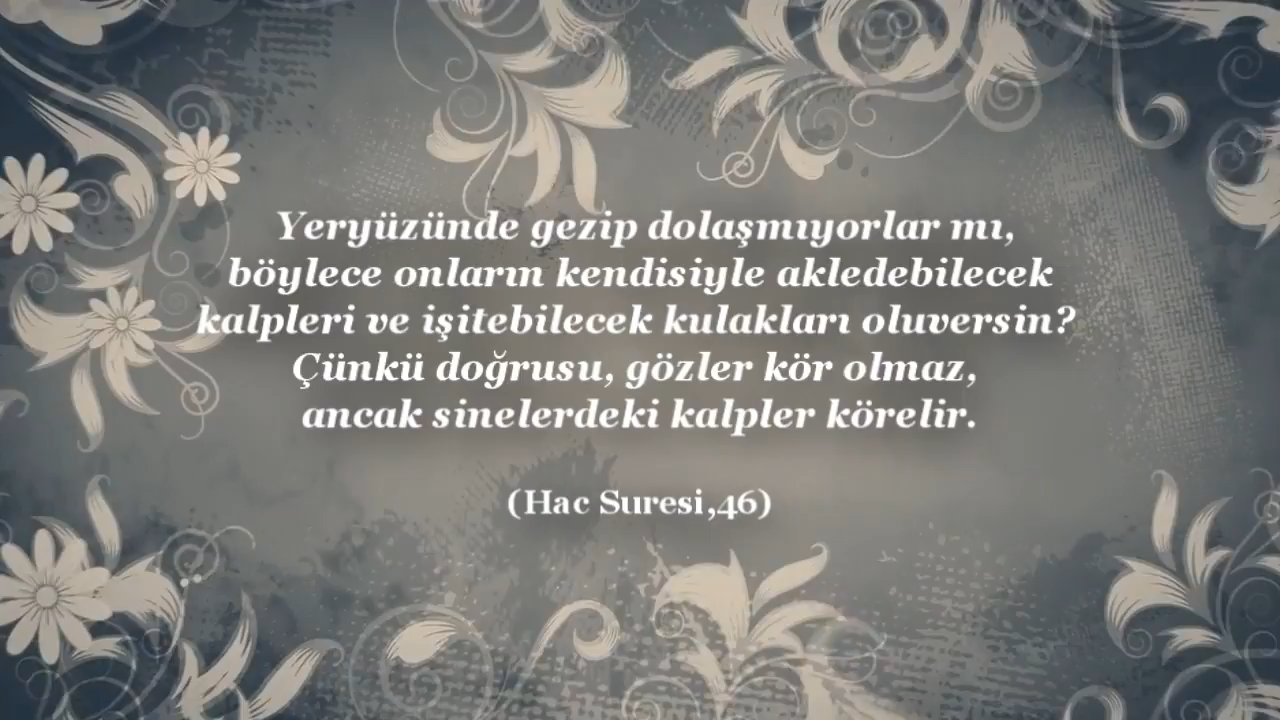 Yeryüzünde gezip dolaşmıyorlar mı,
böylece onların kendisiyle akledebilecek
kalpleri ve işitebilecek kulakları oluversin?
Çünkü doğrusu, gözler kör olmaz,
ancak sinelerdeki kalpler körelir.
(Hac Suresi,46)